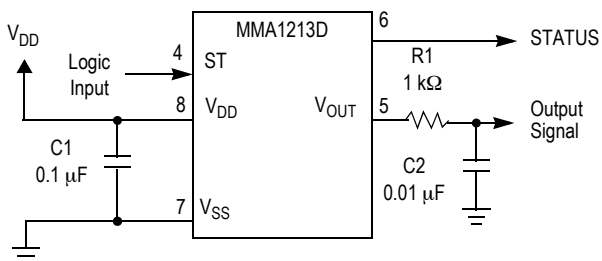 V_DD
Logic
Input
4
ST
MMA1213D
6
STATUS
R1
1 kΩ
8
V_DD
V_OUT
5
Output
Signal
C1
0.1 μF
C2
0.01 μF
7
V_SS